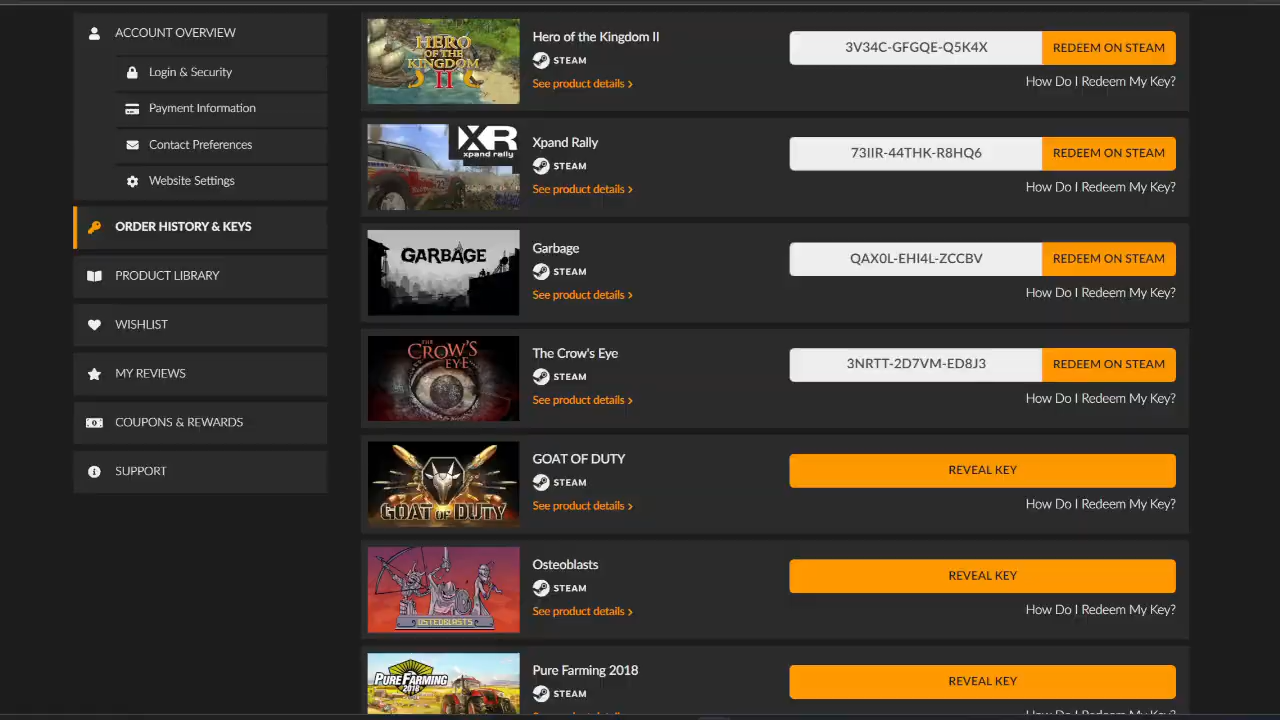 ACCOUNT OVERVIEW
Login & Security
Payment Information
Contact Preferences
Website Settings
ORDER HISTORY & KEYS
PRODUCT LIBRARY
WISHLIST
MY REVIEWS
COUPONS & REWARDS
SUPPORT
HERO
OF THE
KINGDOM
II
Hero of the Kingdom II
STEAM
See product details >
3V34C-GFGQE-Q5K4X
REDEEM ON STEAM
How Do I Redeem My Key?
XR
xpand rally
Xpand Rally
STEAM
See product details >
73IIR-44THK-R8HQ6
REDEEM ON STEAM
How Do I Redeem My Key?
GARBAGE
Garbage
STEAM
See product details >
QAX0L-EHI4L-ZCCBV
REDEEM ON STEAM
How Do I Redeem My Key?
THE
CROW'S
EYE
The Crow's Eye
STEAM
See product details >
3NRTT-2D7VM-ED8J3
REDEEM ON STEAM
How Do I Redeem My Key?
GOAT OF DUTY
GOAT OF DUTY
STEAM
See product details >
REVEAL KEY
How Do I Redeem My Key?
OSTEOBLASTS
Osteoblasts
STEAM
See product details >
REVEAL KEY
How Do I Redeem My Key?
PURE FARMING
2018
Pure Farming 2018
STEAM
REVEAL KEY
How Do I Redeem My Key?